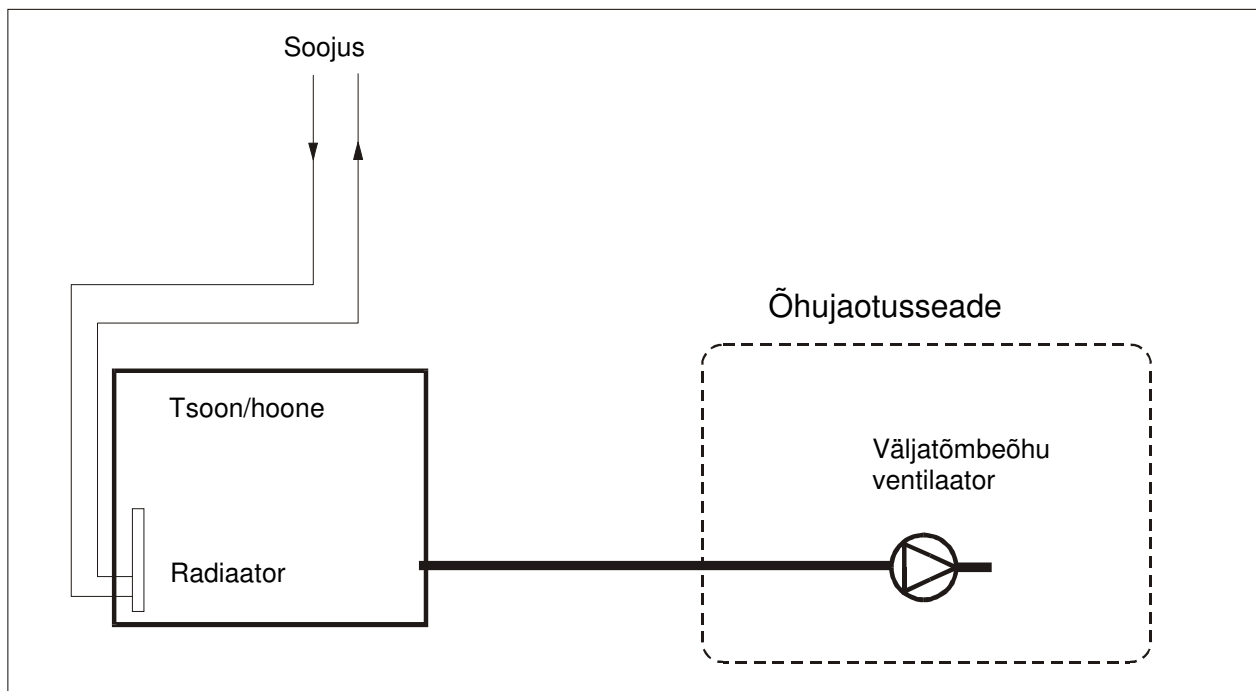 Soojus
Õhujaotusseade
Tsoon/hoone
Väljatõmbeõhu
ventilaator
Radiaator